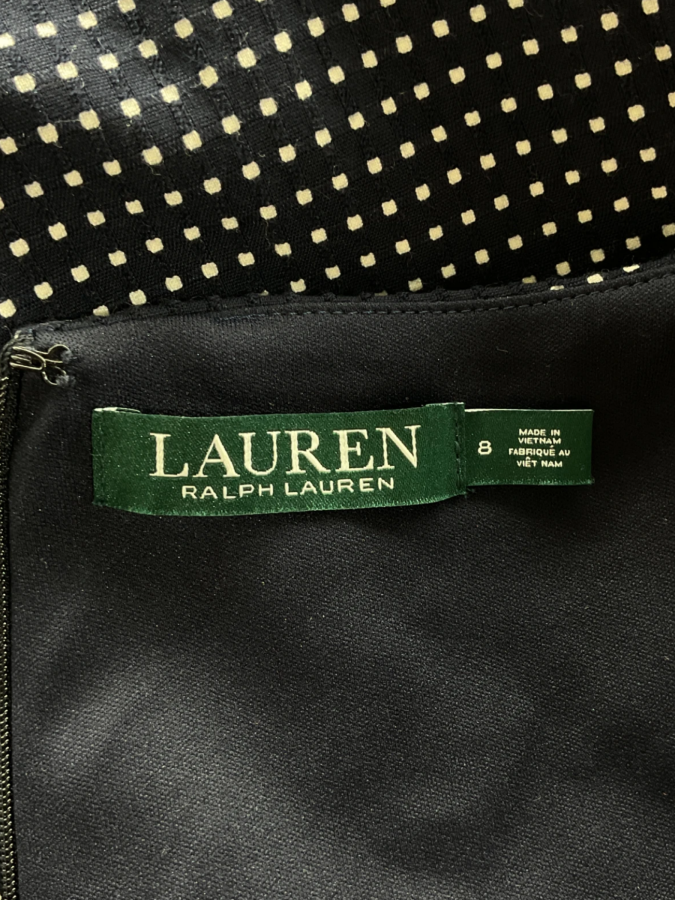 LAUREN
RALPH LAUREN
8
MADE IN
VIETNAM
FABRIQUÉ AU
VIÊT NAM